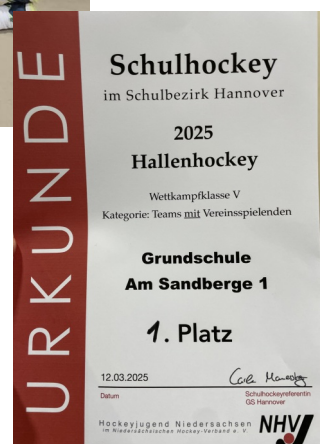 URKUNDE
Schulhockey
im Schulbezirk Hannover
2025
Hallenhockey
Wettkampfklasse V
Kategorie: Teams mit Vereinsspielenden
Grundschule
Am Sandberge 1
1. Platz
12.03.2025
Datum
Schulhockeyreferentin
GS Hannover
Hockeyjugend Niedersachsen
im Niedersächsischen Hockey-Verband e. V.
NHV